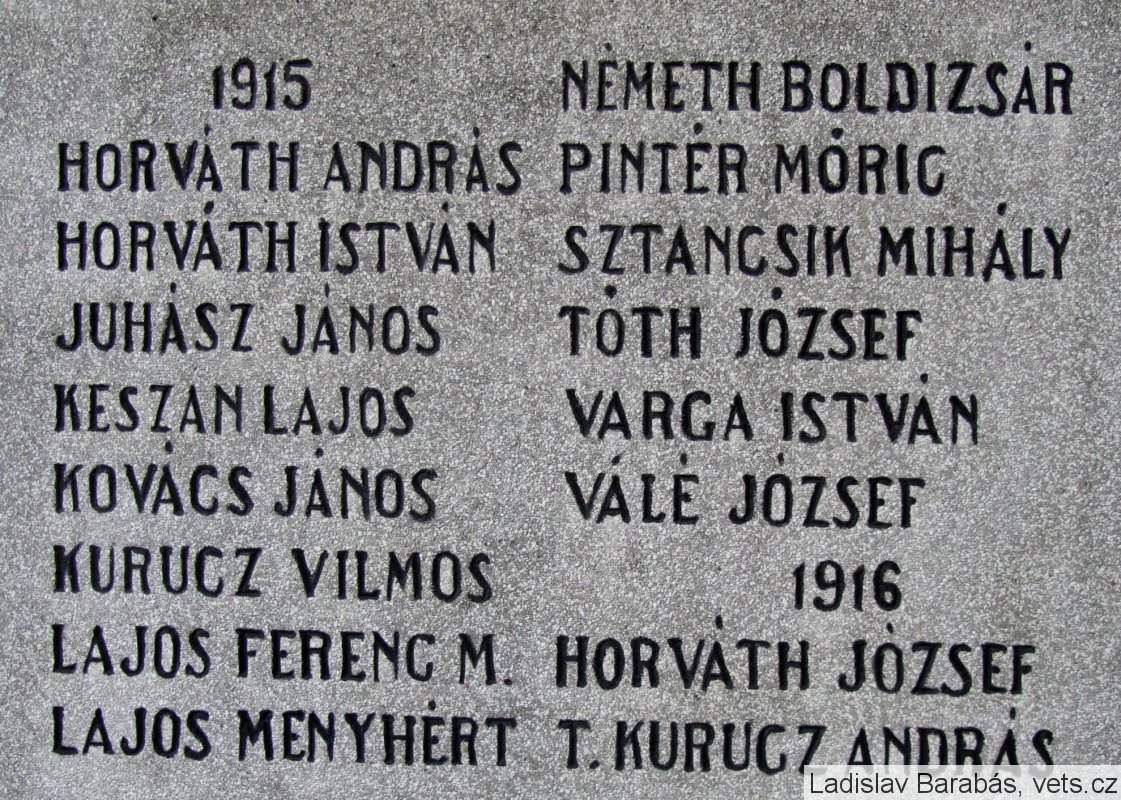 1915
HORVÁTH ANDRÁS
HORVÁTH ISTVÁN
JUHÁSZ JÁNOS
KESZAN LAJOS
KOVÁCS JÁNOS
KURUCZ VILMOS
LAJOS FERENC M.
LAJOS MENYHÉRT
NÉMETH BOLDIZSÁR
PINTÉR MÓRIC
SZTANCSIK MIHÁLY
TÓTH JÓZSEF
VARGA ISTVÁN
VÁLÉ JÓZSEF
1916
HORVÁTH JÓZSEF
T. KURUCZ ANDRÁS
Ladislav Barabás, vets.cz